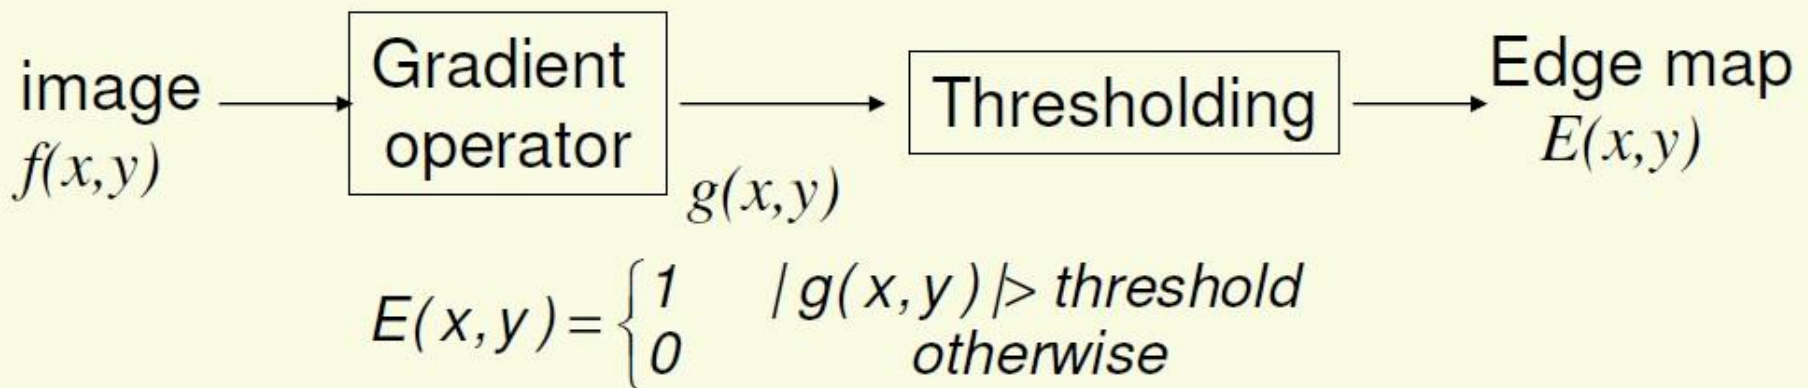 image
f(x,y)
Gradient
operator
g(x,y)
Thresholding
Edge map
E(x,y)
E(x,y)={1 |g(x,y)|> threshold
0 otherwise